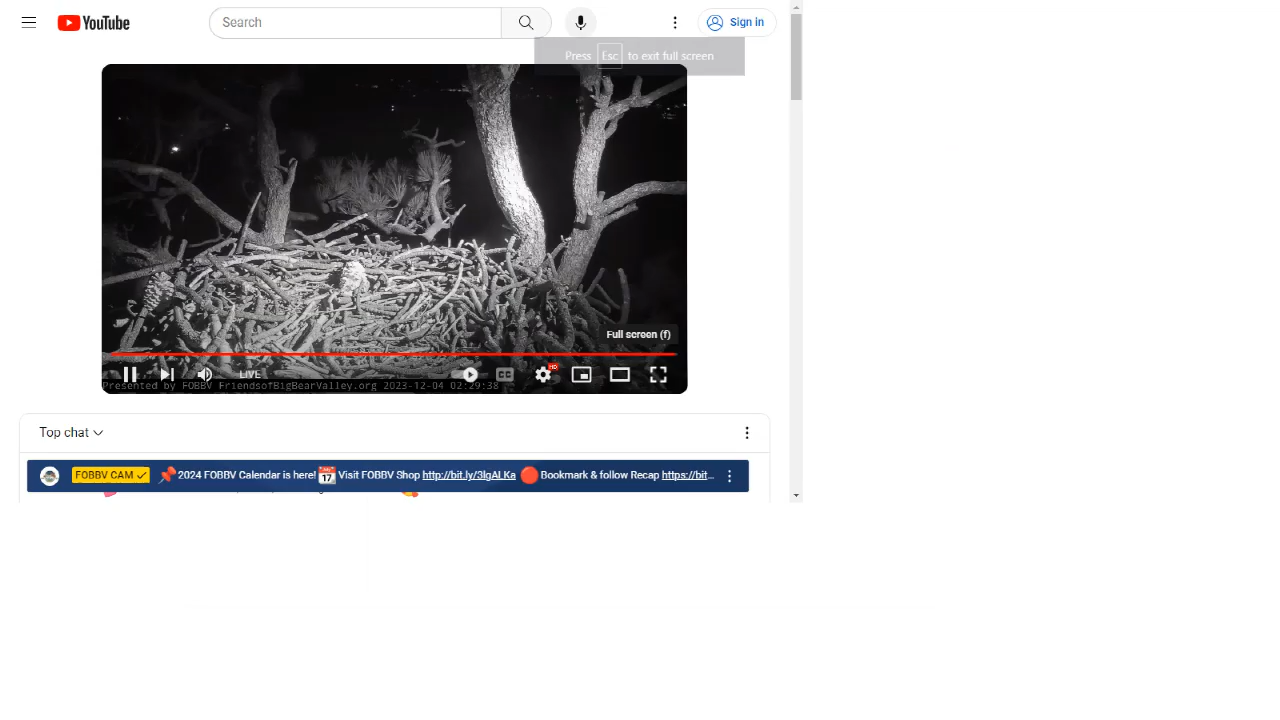 YouTube
Search
Sign in
Press Esc to exit full screen
Full screen (f)
LIVE
CC
HD
Presented by FOBBV FriendsofBigBearValley.org 2023-12-04 02:29:38
Top chat
FOBBV CAM 2024 FOBBV Calendar is here! Visit FOBBV Shop http://bit.ly/3lgALKa Bookmark & follow Recap https://bit...